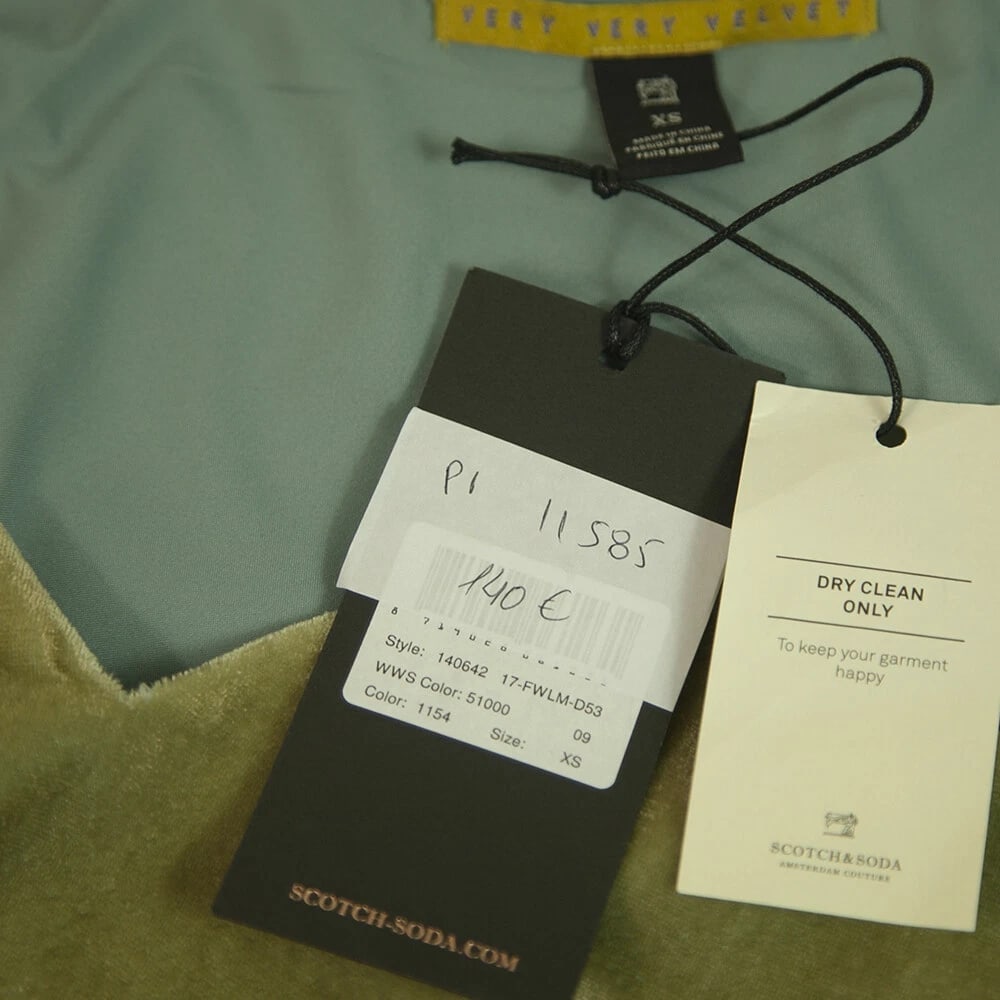 VERY VERY VELVET
XS
MADE IN CHINA
FABRIQUÉ EN CHINE
FEITO EM CHINA
P1 11585
140 €
Style: 140642 17-FWLM-D53
WWS Color: 51000 09
Color: 1154 Size: XS
SCOTCH-SODA.COM
DRY CLEAN
ONLY
To keep your garment
happy
SCOTCH & SODA
AMSTERDAM COUTURE